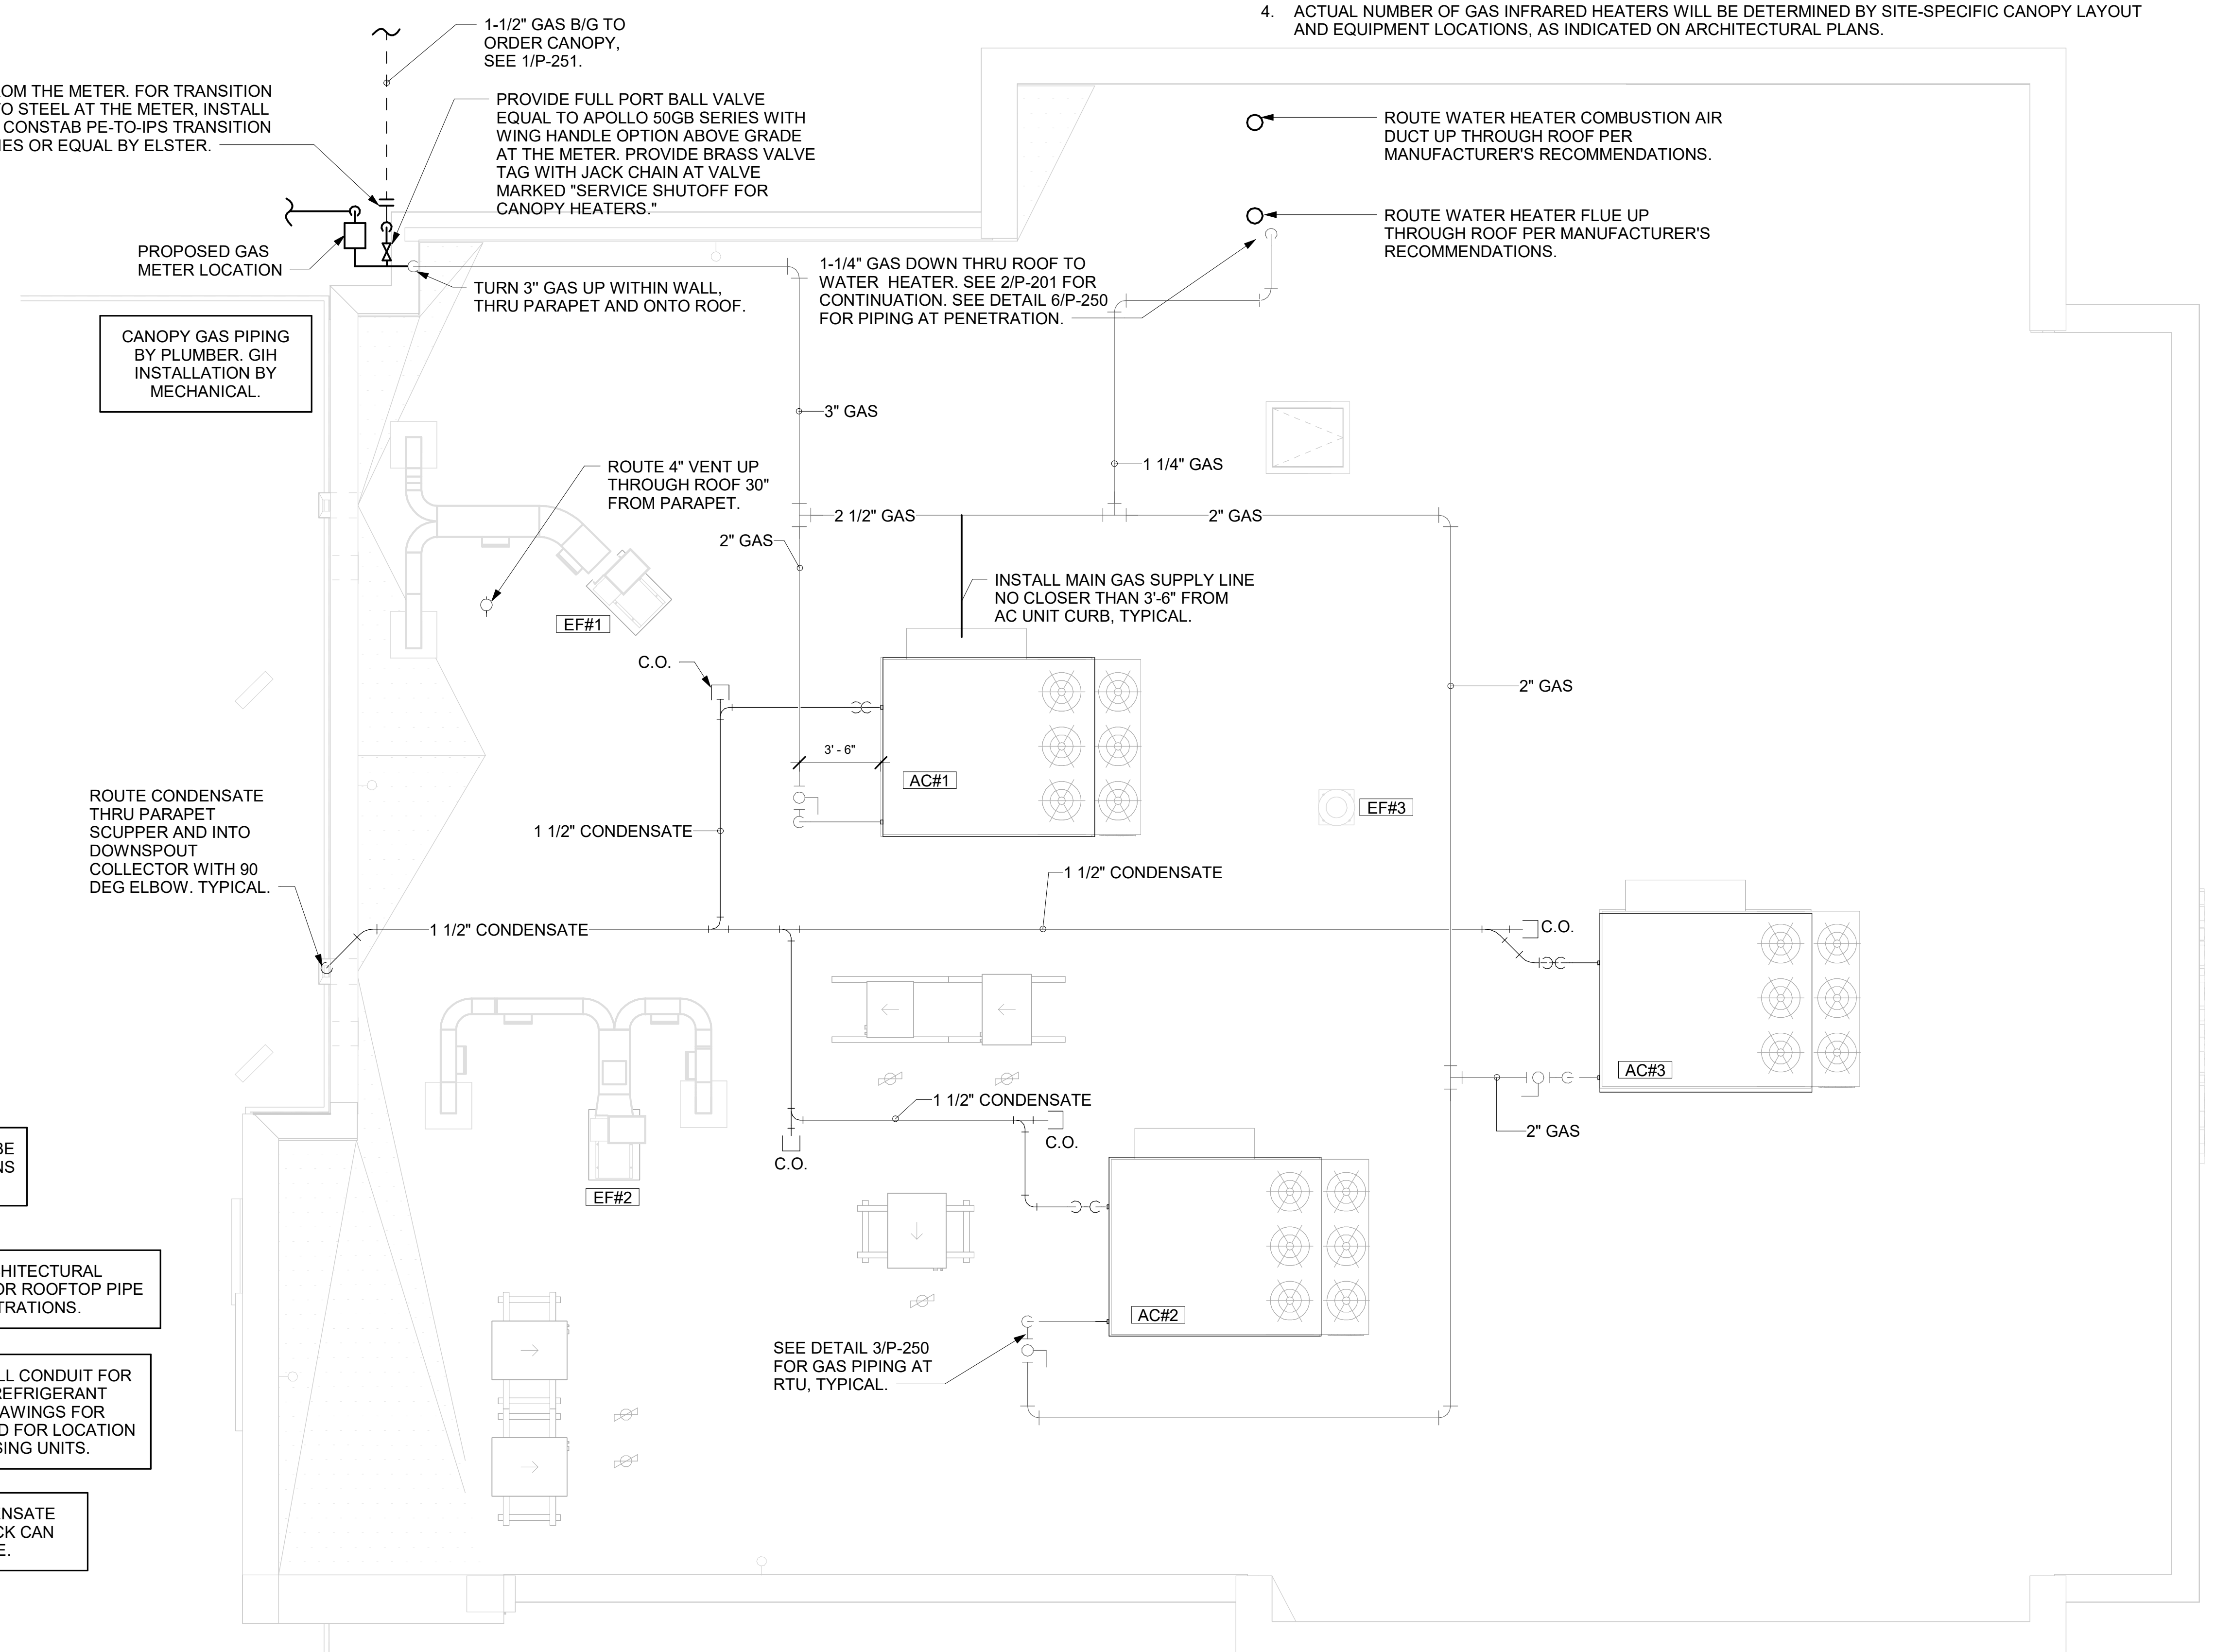 4. ACTUAL NUMBER OF GAS INFRARED HEATERS WILL BE DETERMINED BY SITE-SPECIFIC CANOPY LAYOUT
AND EQUIPMENT LOCATIONS, AS INDICATED ON ARCHITECTURAL PLANS.
1-1/2" GAS B/G TO
ORDER CANOPY,
SEE 1/P-251.
THE METER. FOR TRANSITION
STEEL AT THE METER, INSTALL
CONSTAB PE-TO-IPS TRANSITION
OR EQUAL BY ELSTER.
PROVIDE FULL PORT BALL VALVE
EQUAL TO APOLLO 50GB SERIES WITH
WING HANDLE OPTION ABOVE GRADE
AT THE METER. PROVIDE BRASS VALVE
TAG WITH JACK CHAIN AT VALVE
MARKED "SERVICE SHUTOFF FOR
CANOPY HEATERS."
ROUTE WATER HEATER COMBUSTION AIR
DUCT UP THROUGH ROOF PER
MANUFACTURER'S RECOMMENDATIONS.
ROUTE WATER HEATER FLUE UP
THROUGH ROOF PER MANUFACTURER'S
RECOMMENDATIONS.
PROPOSED GAS
METER LOCATION
TURN 3" GAS UP WITHIN WALL,
THRU PARAPET AND ONTO ROOF.
1-1/4" GAS DOWN THRU ROOF TO
WATER HEATER. SEE 2/P-201 FOR
CONTINUATION. SEE DETAIL 6/P-250
FOR PIPING AT PENETRATION.
CANOPY GAS PIPING
BY PLUMBER. GIH
INSTALLATION BY
MECHANICAL.
3" GAS
ROUTE 4" VENT UP
THROUGH ROOF 30"
FROM PARAPET.
1 1/4" GAS
2 1/2" GAS
2" GAS
2" GAS
INSTALL MAIN GAS SUPPLY LINE
NO CLOSER THAN 3'-6" FROM
AC UNIT CURB, TYPICAL.
EF#1
C.O.
2" GAS
3' - 6"
AC#1
EF#3
ROUTE CONDENSATE
THRU PARAPET
SCUPPER AND INTO
DOWNSPOUT
COLLECTOR WITH 90
DEG ELBOW. TYPICAL.
1 1/2" CONDENSATE
1 1/2" CONDENSATE
1 1/2" CONDENSATE
C.O.
AC#3
1 1/2" CONDENSATE
2" GAS
C.O.
C.O.
EF#2
BE
AC#2
HITECTURAL
OR ROOFTOP PIPE
TRATIONS.
SEE DETAIL 3/P-250
FOR GAS PIPING AT
RTU, TYPICAL.
LL CONDUIT FOR
REFRIGERANT
AWINGS FOR
D FOR LOCATION
SING UNITS.
ENSATE
CK CAN
E.